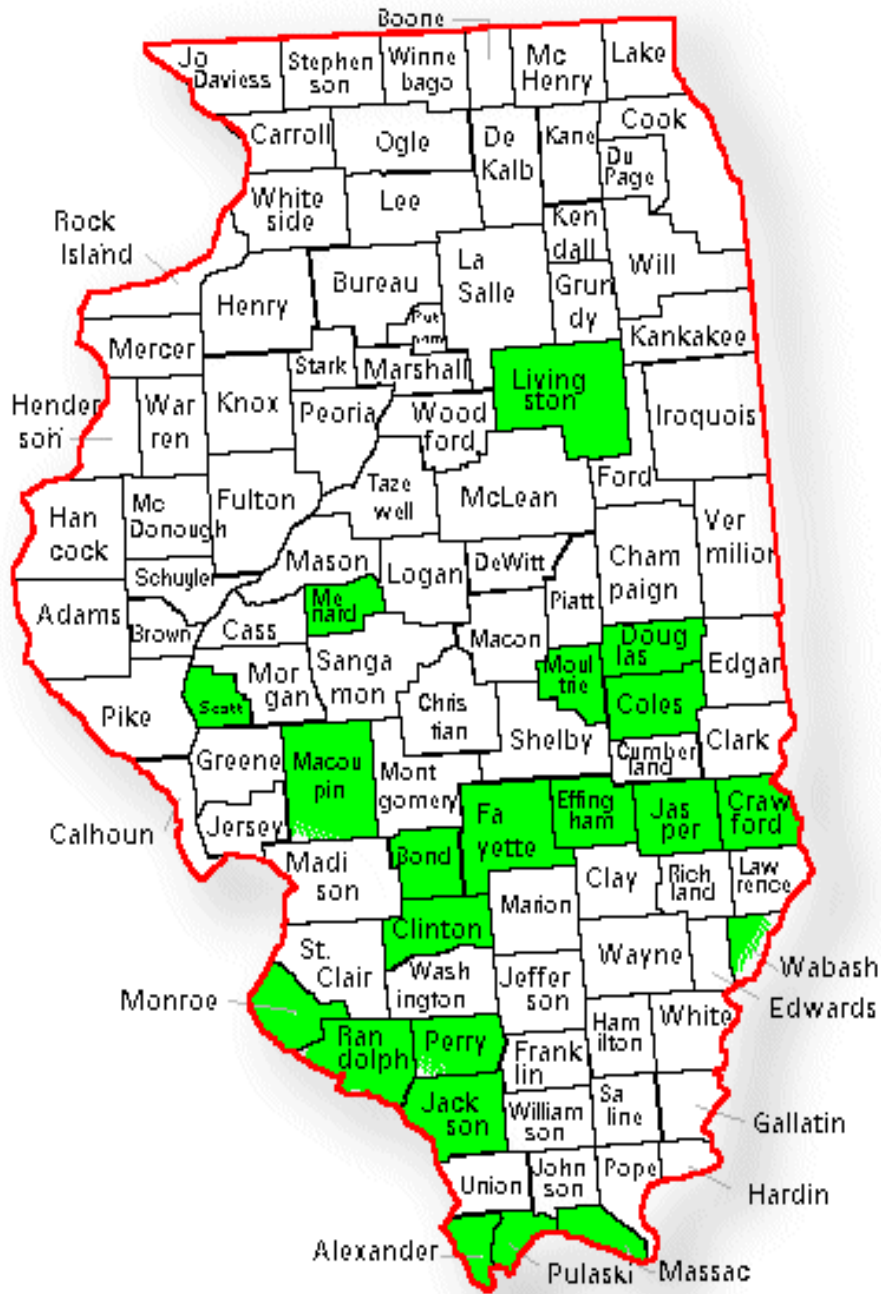 Boone
Jo
Daviess
Stephen
son
Winne
bago
Mc
Henry
Lake
Carroll
Ogle
De
Kalb
Kane
Cook
Du
Page
White
side
Lee
Rock
Island
Ken
dall
Will
Henry
Bureau
La
Salle
Grun
dy
Put
nam
Kankakee
Mercer
Stark
Marshall
Living
ston
Hender
son
War
ren
Knox
Peoria
Wood
ford
Iroquois
Ford
Han
cock
Mc
Donough
Fulton
Taze
well
McLean
Ver
milion
Mason
Logan
DeWitt
Cham
paign
Schuyler
Adams
Me
nard
Piatt
Brown
Cass
Macon
Doug
las
Edgar
Pike
Scott
Mor
gan
Sanga
mon
Chris
tian
Moul
trie
Coles
Greene
Macou
pin
Mont
gomery
Shelby
Cumber
land
Clark
Calhoun
Jersey
Fa
yette
Effing
ham
Jas
per
Craw
ford
Madi
son
Bond
Clay
Rich
land
Law
rence
Marion
Clinton
St.
Clair
Wash
ington
Wayne
Wabash
Edwards
Jeffer
son
Monroe
Ran
dolph
Perry
Ham
ilton
White
Frank
lin
Jack
son
William
son
Sa
line
Gallatin
Union
John
son
Pope
Hardin
Alexander
Pulaski
Massac